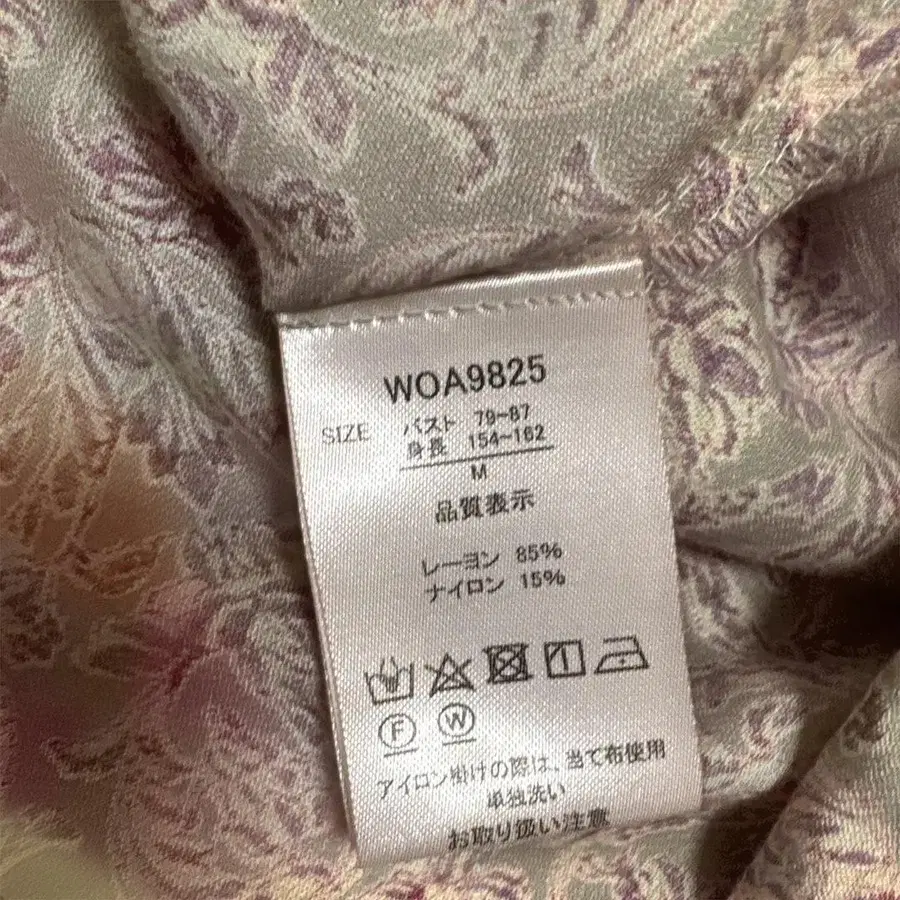 WOA9825
SIZE バスト 79-87
身長 154-162
M
品質表示
レーヨン 85%
ナイロン 15%
F W
アイロン掛けの際は、当て布使用
単独洗い
お取り扱い注意